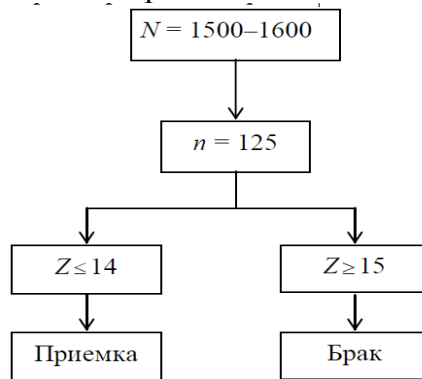 N = 1500–1600
n = 125
Z ≤ 14
Z ≥ 15
Приемка
Брак